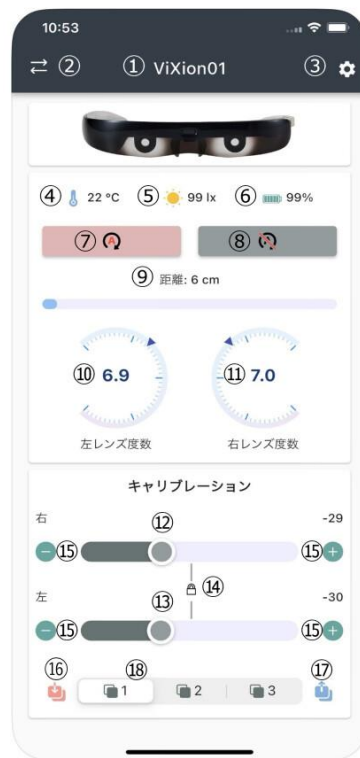 10:53
② ① ViXion01 ③
④ 22 °C ⑤ 99 lx ⑥ 99%
⑦ A ⑧ A
⑨ 距離: 6 cm
⑩ 6.9 ⑪ 7.0
左レンズ度数 右レンズ度数
キャリブレーション
右 ⑫ -29
− ⑮ ⑮ +
⑭
左 ⑬ -30
− ⑮ ⑮ +
⑯ ⑱ ⑰
1 2 3